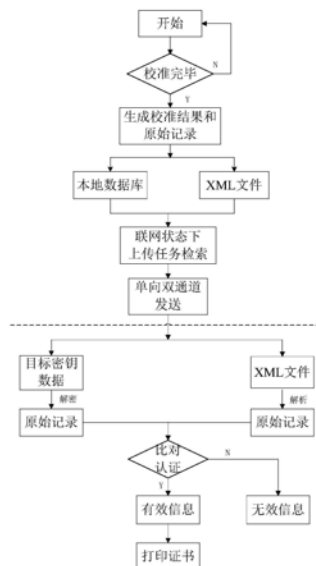 开始
校准完毕
N
Y
生成校准结果和
原始记录
本地数据库
XML文件
联网状态下
上传任务检索
单向双通道
发送
目标密钥
数据
XML文件
解密
解析
原始记录
原始记录
比对
认证
N
Y
有效信息
无效信息
打印证书